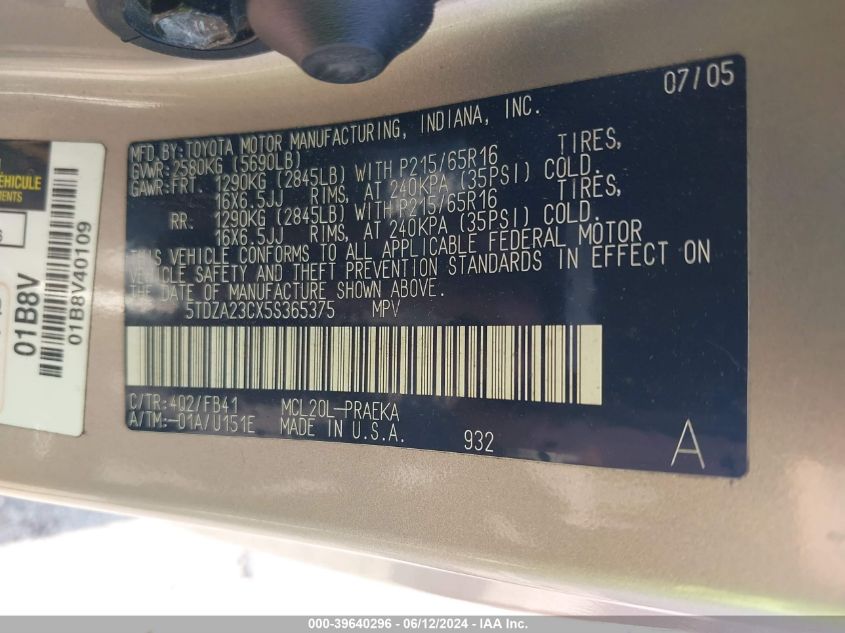 07/05
MFD.BY:TOYOTA MOTOR MANUFACTURING, INDIANA, INC.
GVWR:2580KG (5690LB)
GAWR:FRT. 1290KG (2845LB) WITH P215/65R16 TIRES,
16X6.5JJ RIMS, AT 240KPA (35PSI) COLD.
RR. 1290KG (2845LB) WITH P215/65R16 TIRES,
16X6.5JJ RIMS, AT 240KPA (35PSI) COLD.
THIS VEHICLE CONFORMS TO ALL APPLICABLE FEDERAL MOTOR
VEHICLE SAFETY AND THEFT PREVENTION STANDARDS IN EFFECT ON
THE DATE OF MANUFACTURE SHOWN ABOVE.
5TDZA23CX5S365375 MPV
C/TR:4Q2/FB41 MCL20L-PRAEKA
A/TM:-01A/U151E MADE IN U.S.A.
932
A
VÉHICULE
01B8V
01B8V40109
000-39640296 - 06/12/2024 - IAA Inc.